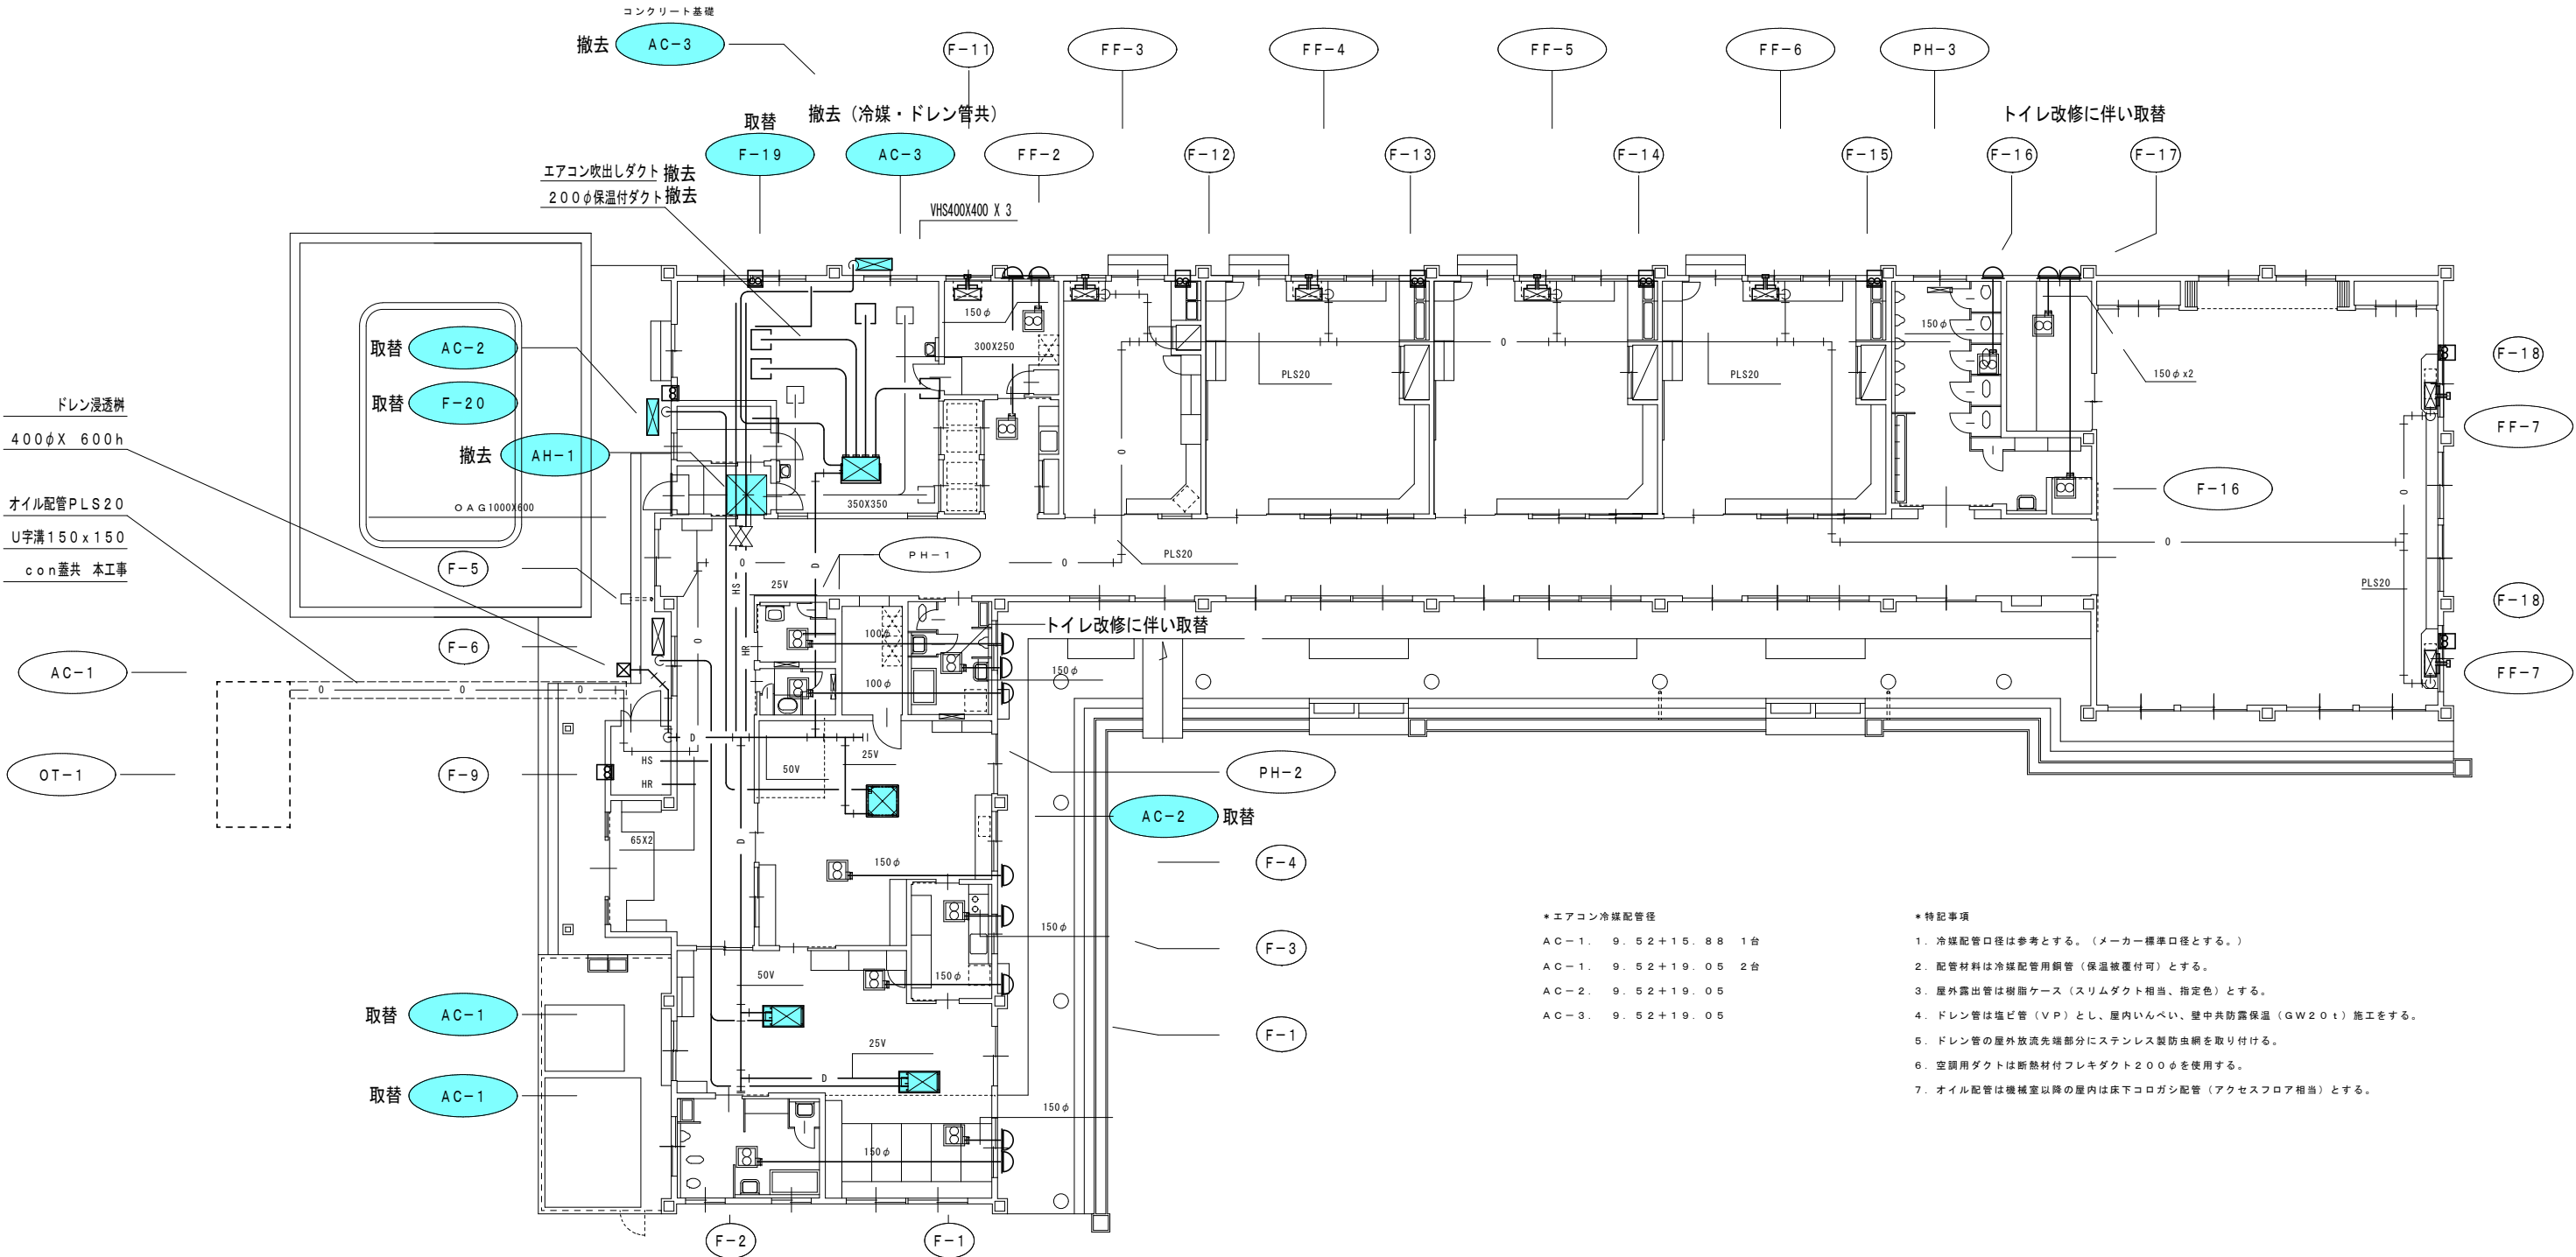 コンクリート基礎
撤去 AC-3
F-11
FF-3
FF-4
FF-5
FF-6
PH-3
撤去（冷媒・ドレン管共）
トイレ改修に伴い取替
取替
F-19
AC-3
FF-2
F-12
F-13
F-14
F-15
F-16
F-17
エアコン吹出しダクト 撤去
200φ保温付ダクト撤去
VHS400X400 X 3
150φ
300X250
150φ
取替 AC-2
O
F-18
PLS20
PLS20
150φx2
取替 F-20
ドレン浸透桝
400φX 600h
FF-7
撤去 AH-1
O
F-16
O
オイル配管PLS20
OAG1000X600
350X350
U字溝150x150
con蓋共 本工事
PH-1
PLS20
O
F-5
O
D
O
25V
HS
PLS20
F-18
トイレ改修に伴い取替
100φ
F-6
O
HR
AC-1
150φ
FF-7
100φ
O O O
D
HS
25V
50V
PH-2
OT-1
F-9
HR
AC-2 取替
65X2
D
150φ
F-4
150φ
F-3
150φ
50V
取替 AC-1
F-1
25V
D
取替 AC-1
150φ
150φ
F-2
F-1
*エアコン冷媒配管径
AC-1. 9.52+15.88 1台
AC-1. 9.52+19.05 2台
AC-2. 9.52+19.05
AC-3. 9.52+19.05
*特記事項
1. 冷媒配管口径は参考とする。（メーカー標準口径とする。）
2. 配管材料は冷媒配管用銅管（保温被覆付可）とする。
3. 屋外露出管は樹脂ケース（スリムダクト相当、指定色）とする。
4. ドレン管は塩ビ管（VP）とし、屋内いんぺい、壁中共防露保温（GW20t）施工をする。
5. ドレン管の屋外放流先端部分にステンレス製防虫網を取り付ける。
6. 空調用ダクトは断熱材付フレキダクト200φを使用する。
7. オイル配管は機械室以降の屋内は床下コロガシ配管（アクセスフロア相当）とする。